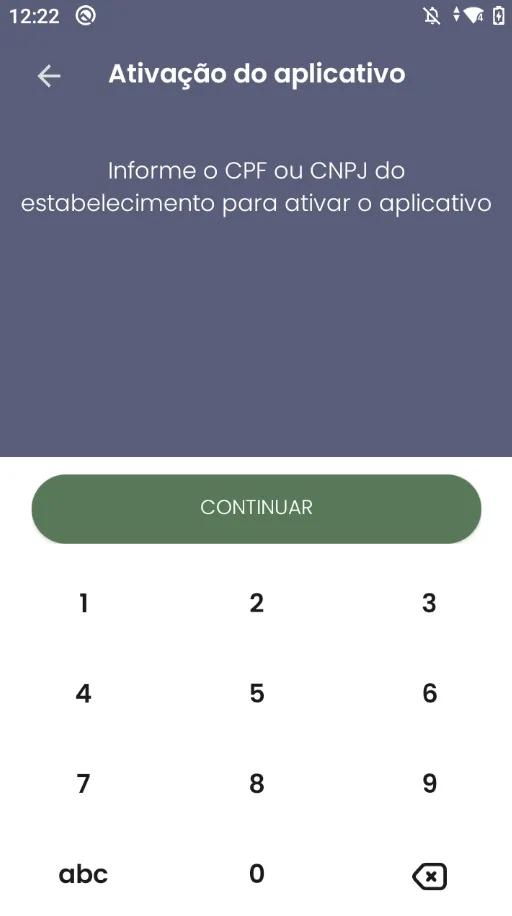 12:22
Ativação do aplicativo
Informe o CPF ou CNPJ do
estabelecimento para ativar o aplicativo
CONTINUAR
1 2 3
4 5 6
7 8 9
abc 0